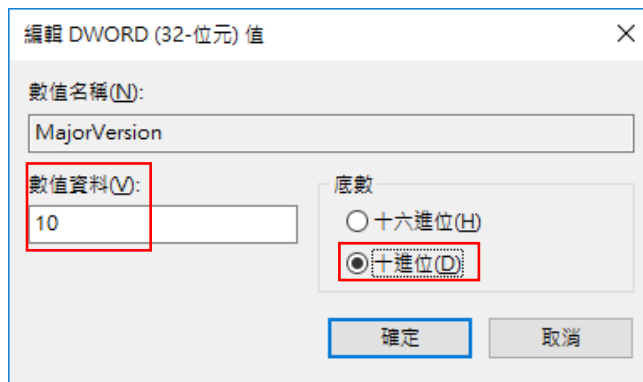 編輯 DWORD (32-位元) 值
數值名稱(N):
MajorVersion
數值資料(V):
10
底數
十六進位(H)
十進位(D)
確定
取消